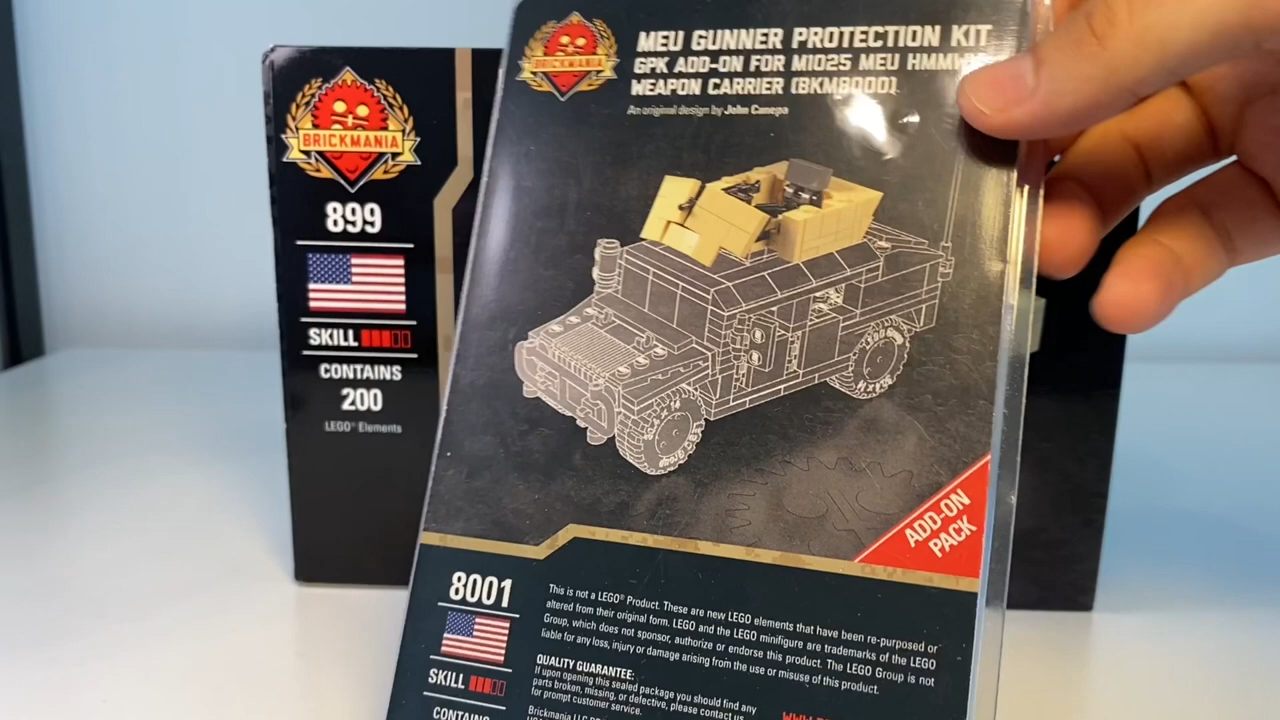 BRICKMANIA
899
SKILL
CONTAINS
200
LEGO® Elements
BRICKMANIA
MEU GUNNER PROTECTION KIT
GPK ADD-ON FOR M1025 MEU
WEAPON CARRIER (BKM8000)
An original design by John Canepa
ADD-ON
PACK
8001
SKILL
CONTAINS
This is not a LEGO® Product. These are new LEGO elements that have been re-purposed or
altered from their original form. LEGO and the LEGO minifigure are trademarks of the LEGO
Group, which does not sponsor, authorize or endorse this product. The LEGO Group is not
liable for any loss, injury or damage arising from the use or misuse of this product.
QUALITY GUARANTEE:
If upon opening this sealed package you should find any
parts broken, missing, or defective, please contact us
for prompt customer service.
Brickmania LLC